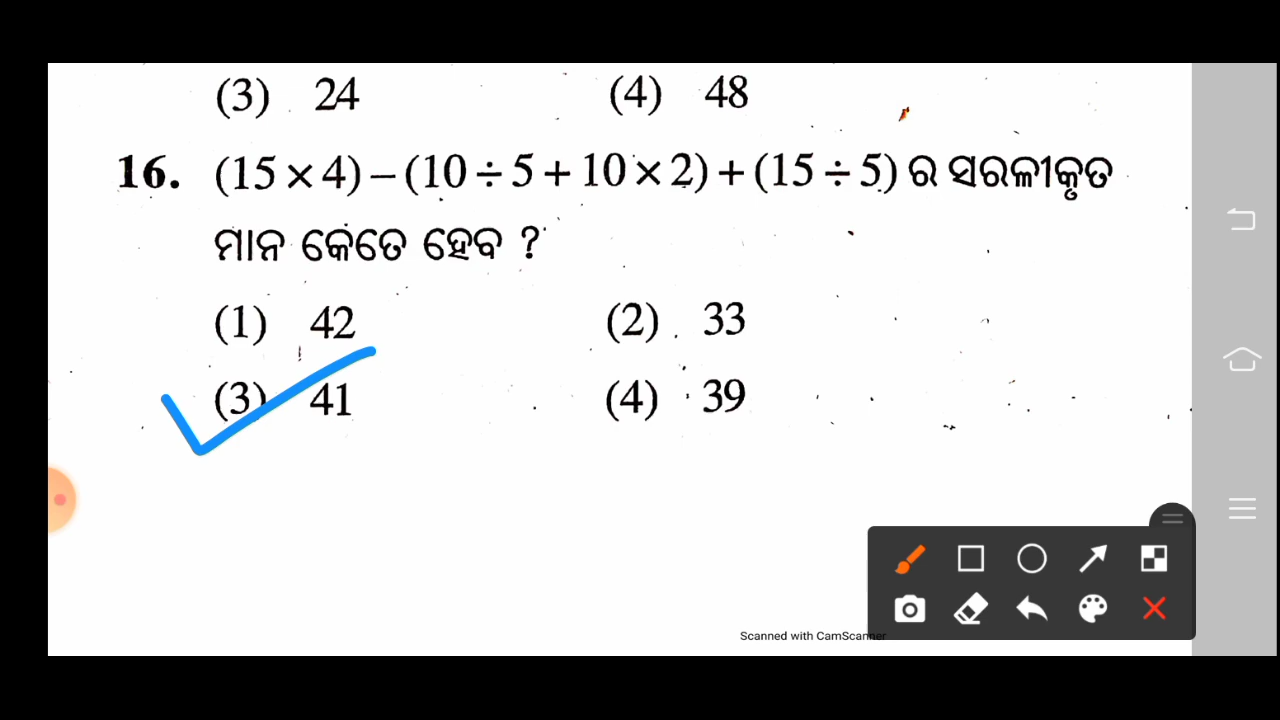 (3) 24 (4) 48
16. (15 × 4) – (10 ÷ 5 + 10 × 2) + (15 ÷ 5) ର ସରଳୀକୃତ
ମାନ କେତେ ହେବ ?
(1) 42 (2) 33
(3) 41 (4) 39
Scanned with CamScanner